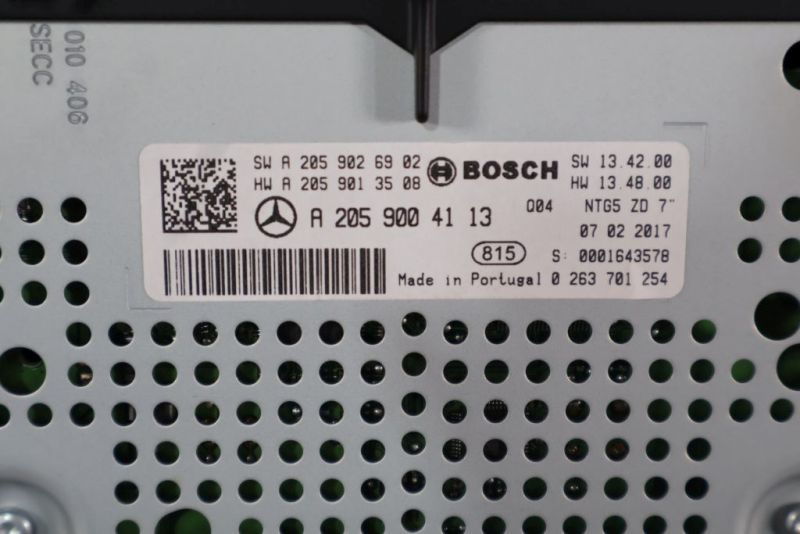 010 406
SECC
SW A 205 902 69 02
HW A 205 901 35 08
BOSCH
SW 13.42.00
HW 13.48.00
A 205 900 41 13
Q04 NTG5 ZD 7"
07 02 2017
815
S: 0001643578
Made in Portugal 0 263 701 254